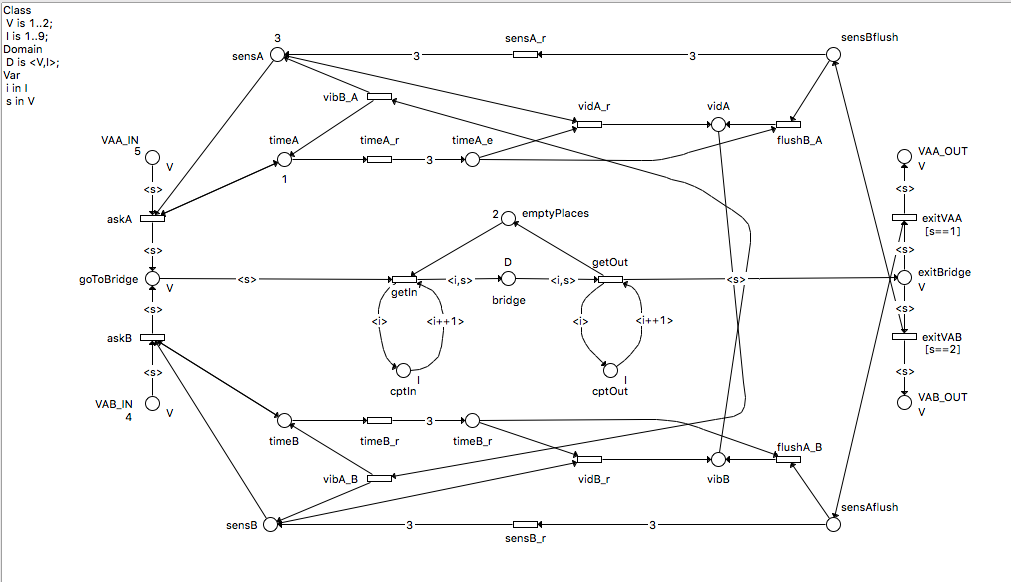 Class
V is 1..2;
I is 1..9;
Domain
D is <V,I>;
Var
i in I
s in V
3
sensA
sensA_r
3
3
sensBflush
vibB_A
vidA_r
vidA
flushB_A
timeA
1
timeA_r
3
timeA_e
VAA_IN
5
V
<s>
askA
<s>
goToBridge
V
<s>
askB
<s>
VAB_IN
4
V
<s>
2
emptyPlaces
getIn
<i,s>
D
bridge
<i,s>
getOut
<s>
<i>
<i++1>
<i>
<i++1>
I
cptIn
I
cptOut
VAA_OUT
V
<s>
exitVAA
[s==1]
<s>
exitBridge
V
<s>
exitVAB
[s==2]
<s>
VAB_OUT
V
timeB
timeB_r
3
timeB_r
flushA_B
vibA_B
vidB_r
vibB
sensAflush
sensB
3
sensB_r
3